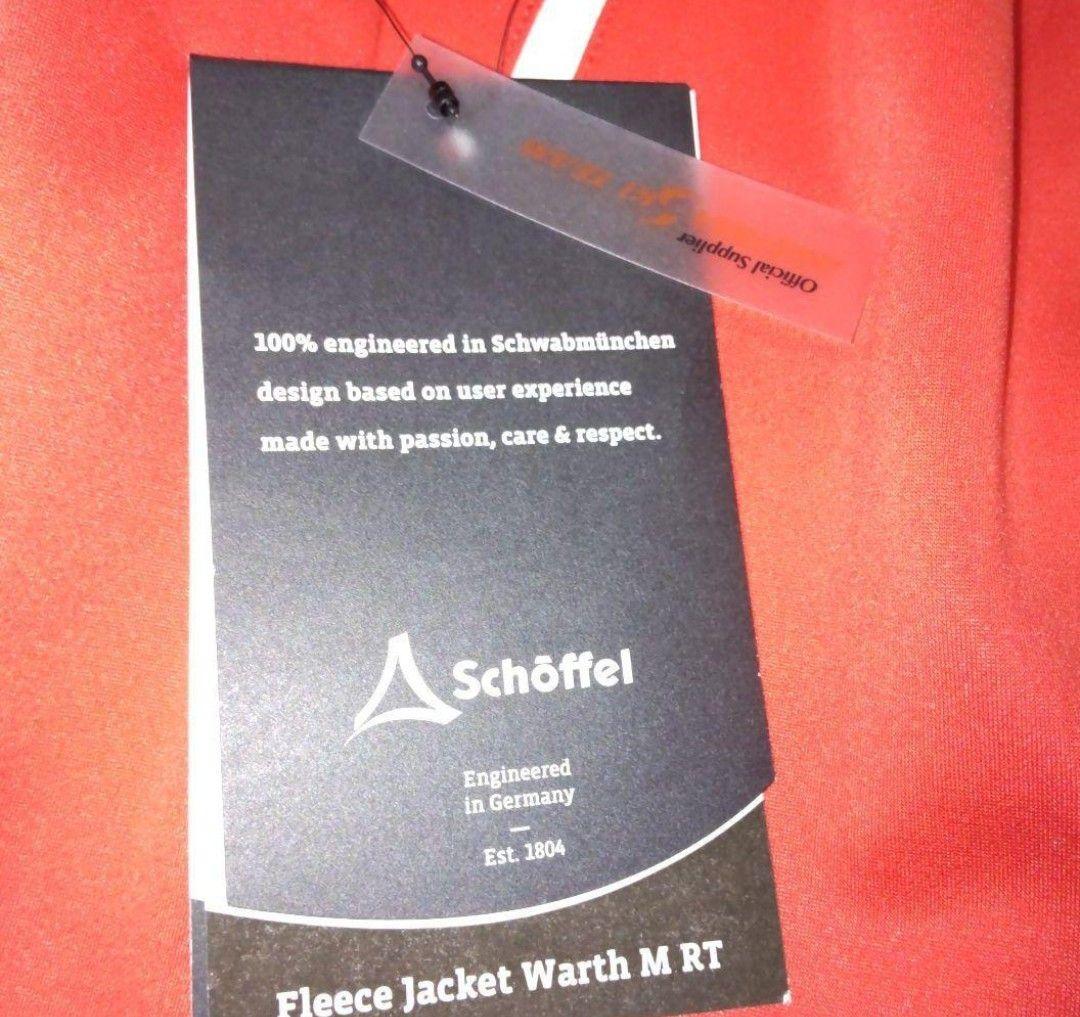 Official Supplier
100% engineered in Schwabmünchen
design based on user experience
made with passion, care & respect.
Schöffel
Engineered
in Germany
—
Est. 1804
Fleece Jacket Warth M RT